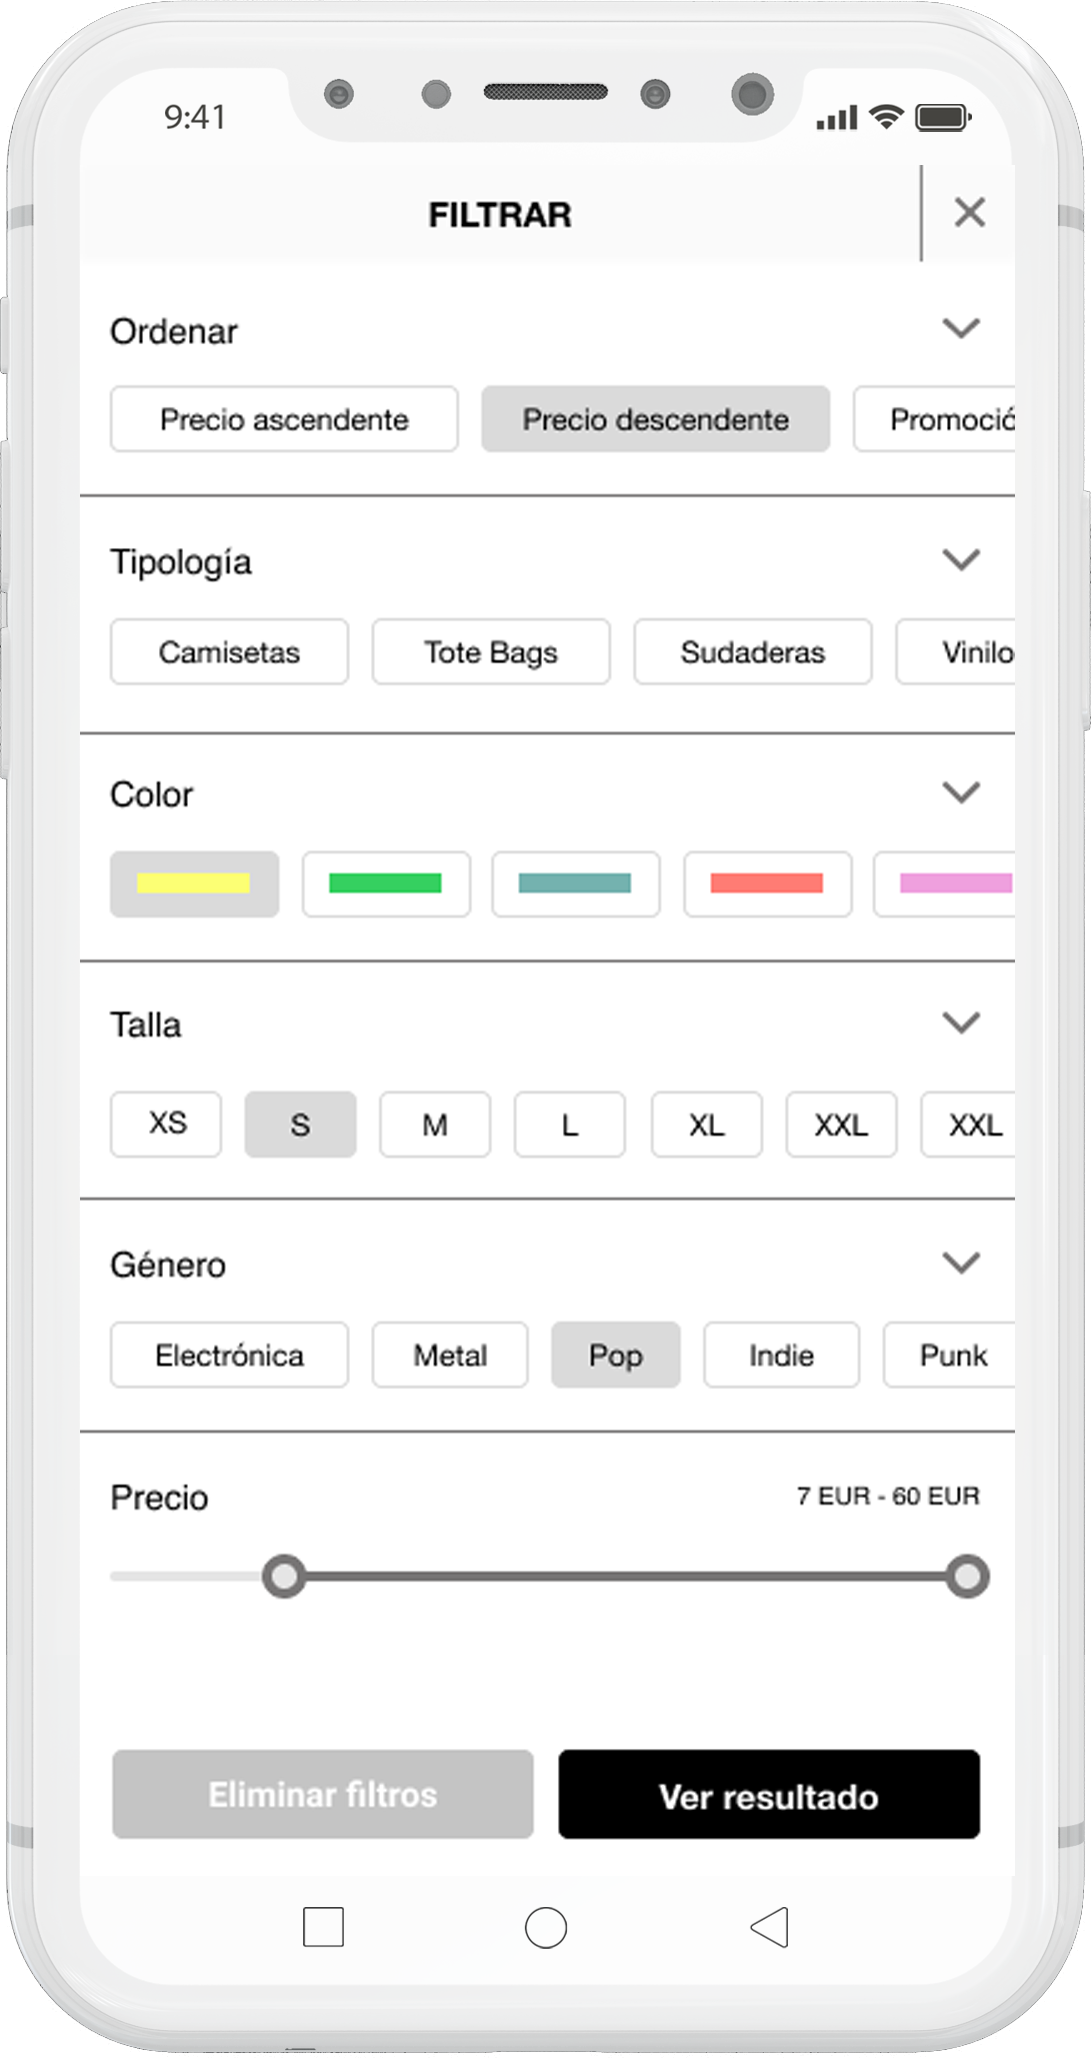 9:41
FILTRAR
Ordenar
Precio ascendente Precio descendente Promoció
Tipología
Camisetas Tote Bags Sudaderas Vinilo
Color
Talla
XS S M L XL XXL XXL
Género
Electrónica Metal Pop Indie Punk
Precio 7 EUR - 60 EUR
Eliminar filtros Ver resultado